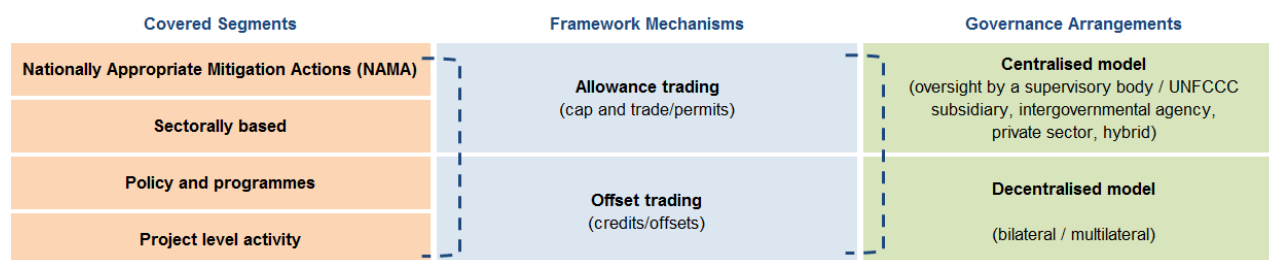 Covered Segments
Framework Mechanisms
Governance Arrangements
Nationally Appropriate Mitigation Actions (NAMA)
Sectorally based
Policy and programmes
Project level activity
Allowance trading
(cap and trade/permits)
Offset trading
(credits/offsets)
Centralised model
(oversight by a supervisory body / UNFCCC
subsidiary, intergovernmental agency,
private sector, hybrid)
Decentralised model
(bilateral / multilateral)